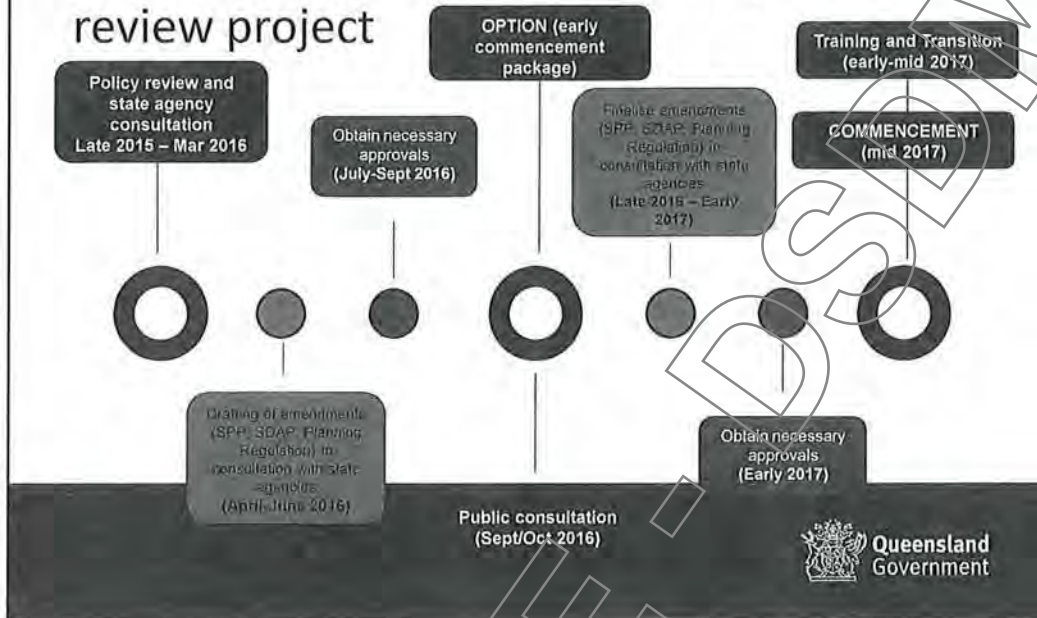 review project
Policy review and
state agency
consultation
Late 2015 – Mar 2016
Drafting of amendments
(SPP, SDAP, Planning
Regulation) in
consultation with state
agencies
(April-June 2016)
Obtain necessary
approvals
(July-Sept 2016)
OPTION (early
commencement
package)
Public consultation
(Sept/Oct 2016)
Finalise amendments
(SPP, SDAP, Planning
Regulation) in
consultation with state
agencies
(Late 2016 – Early
2017)
Obtain necessary
approvals
(Early 2017)
Training and Transition
(early-mid 2017)
COMMENCEMENT
(mid 2017)
Queensland
Government